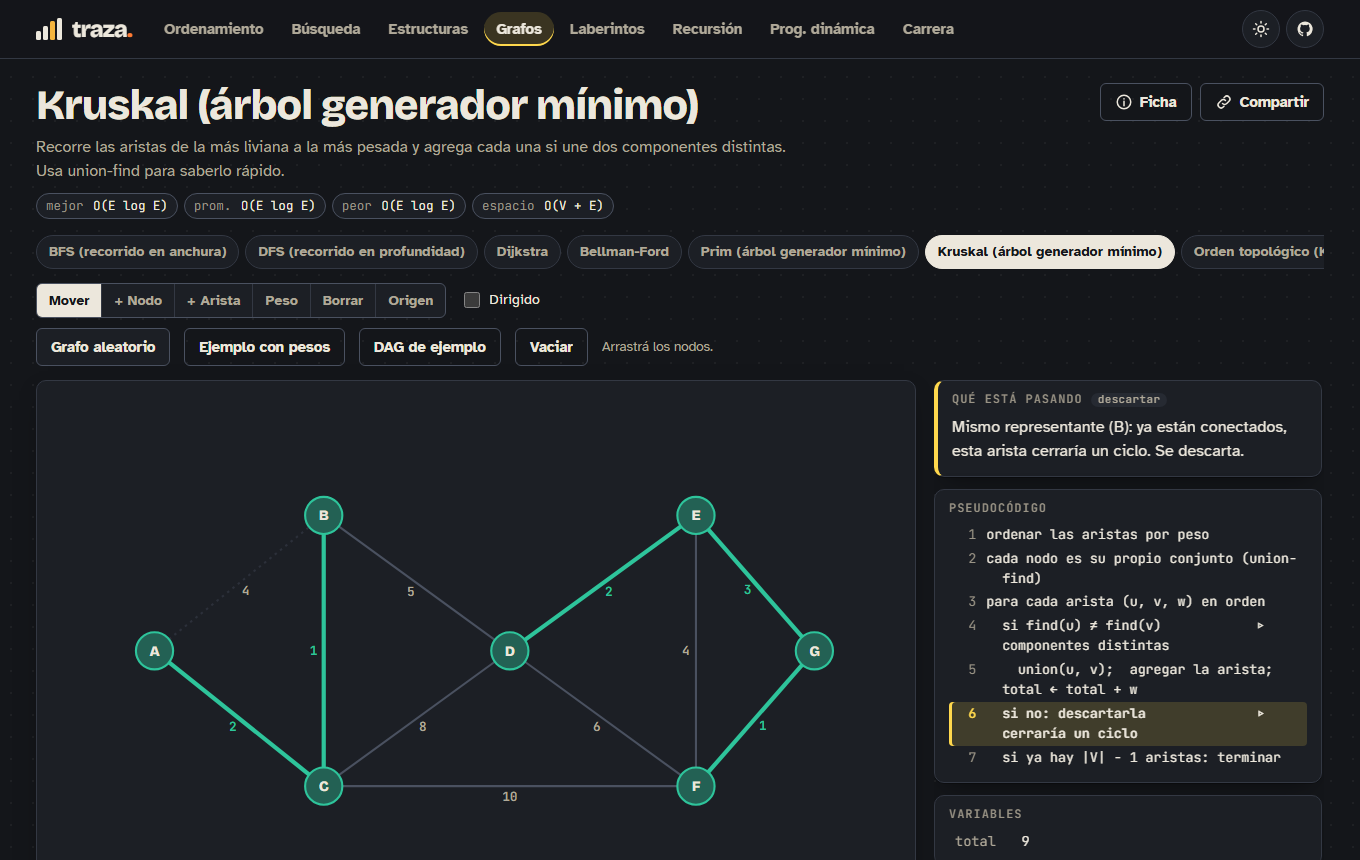 traza. Ordenamiento Búsqueda Estructuras Grafos Laberintos Recursión Prog. dinámica Carrera
Kruskal (árbol generador mínimo)
Ficha Compartir
Recorre las aristas de la más liviana a la más pesada y agrega cada una si une dos componentes distintas.
Usa union-find para saberlo rápido.
mejor O(E log E) prom. O(E log E) peor O(E log E) espacio O(V + E)
BFS (recorrido en anchura) DFS (recorrido en profundidad) Dijkstra Bellman-Ford Prim (árbol generador mínimo) Kruskal (árbol generador mínimo) Orden topológico (
Mover + Nodo + Arista Peso Borrar Origen Dirigido
Grafo aleatorio Ejemplo con pesos DAG de ejemplo Vaciar Arrastrá los nodos.
B E
4 5 2 3
A 1 D 4 G
2 8 6 1
C F
10
QUÉ ESTÁ PASANDO descartar
Mismo representante (B): ya están conectados,
esta arista cerraría un ciclo. Se descarta.
PSEUDOCÓDIGO
1 ordenar las aristas por peso
2 cada nodo es su propio conjunto (union-
find)
3 para cada arista (u, v, w) en orden
4 si find(u) ≠ find(v) ▹
componentes distintas
5 union(u, v); agregar la arista;
total ← total + w
6 si no: descartarla ▹
cerraría un ciclo
7 si ya hay |V| - 1 aristas: terminar
VARIABLES
total 9